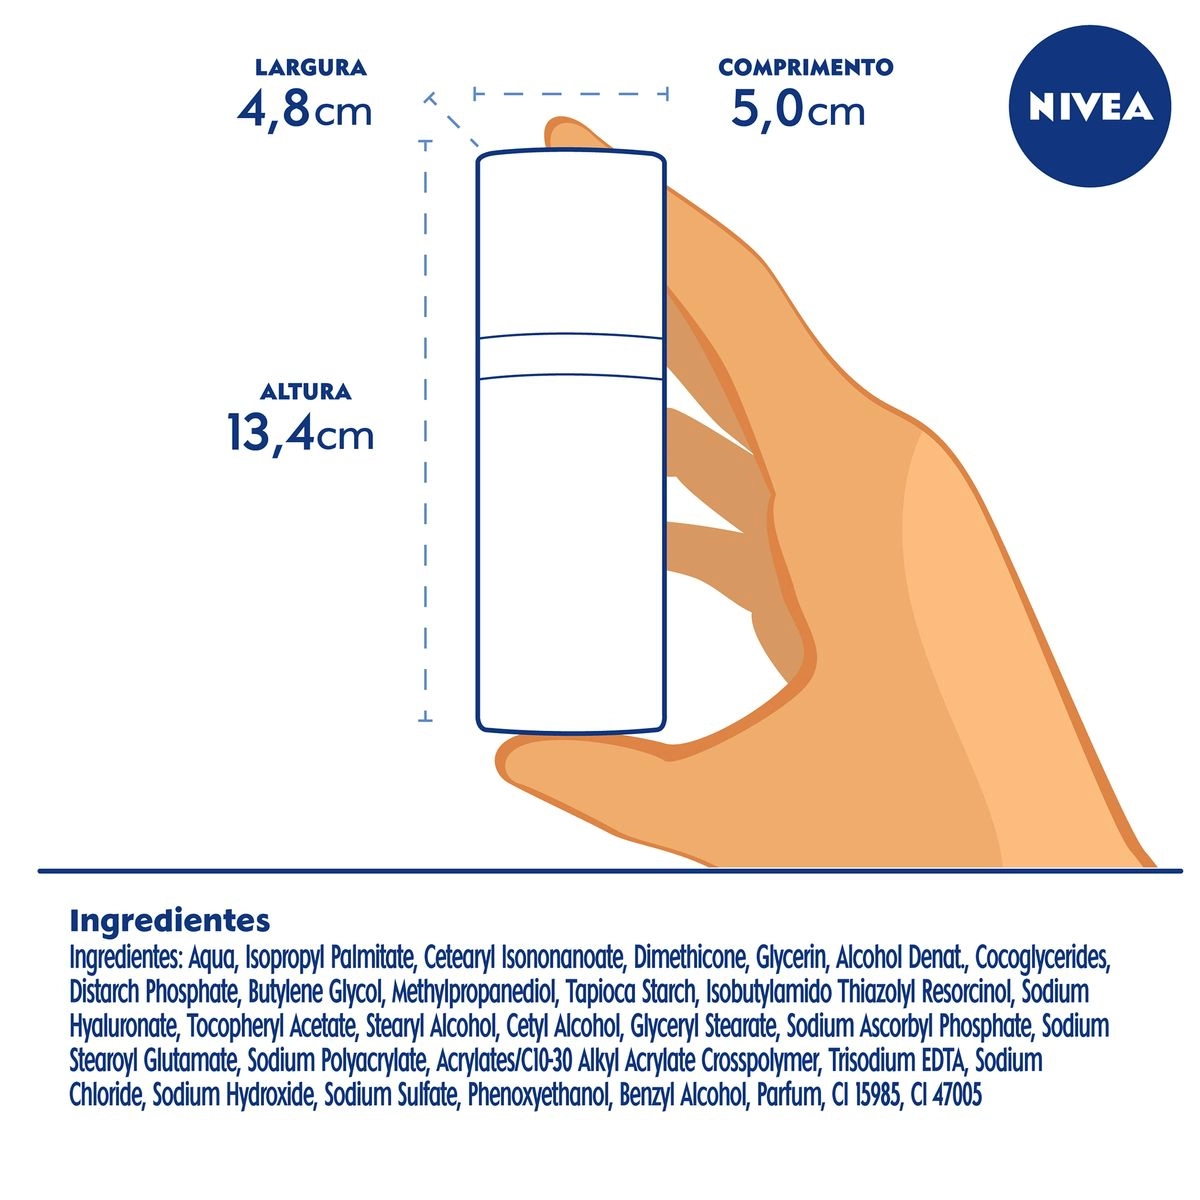 LARGURA
4,8cm
COMPRIMENTO
5,0cm
NIVEA
ALTURA
13,4cm
Ingredientes
Ingredientes: Aqua, Isopropyl Palmitate, Cetearyl Isononanoate, Dimethicone, Glycerin, Alcohol Denat., Cocoglycerides,
Distarch Phosphate, Butylene Glycol, Methylpropanediol, Tapioca Starch, Isobutylamido Thiazolyl Resorcinol, Sodium
Hyaluronate, Tocopheryl Acetate, Stearyl Alcohol, Cetyl Alcohol, Glyceryl Stearate, Sodium Ascorbyl Phosphate, Sodium
Stearoyl Glutamate, Sodium Polyacrylate, Acrylates/C10-30 Alkyl Acrylate Crosspolymer, Trisodium EDTA, Sodium
Chloride, Sodium Hydroxide, Sodium Sulfate, Phenoxyethanol, Benzyl Alcohol, Parfum, CI 15985, CI 47005